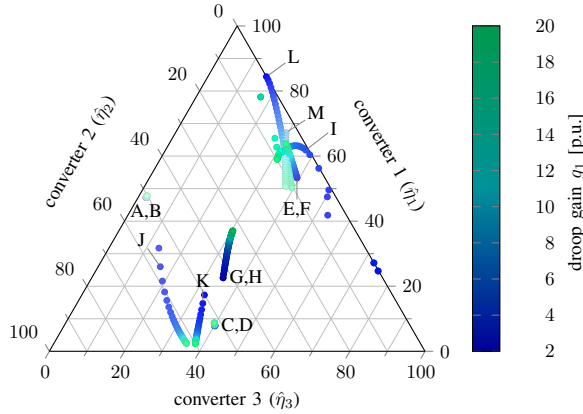 0
100
20
L
80
40
M
I
60
60
A,B
E,F
40
J
80
K
G,H
20
C,D
100
0
0
20
40
60
80
100
converter 2 (η̂₂)
converter 1 (η̂₁)
converter 3 (η̂₃)
20
18
16
14
12
10
8
6
4
2
droop gain q₁ [p.u.]